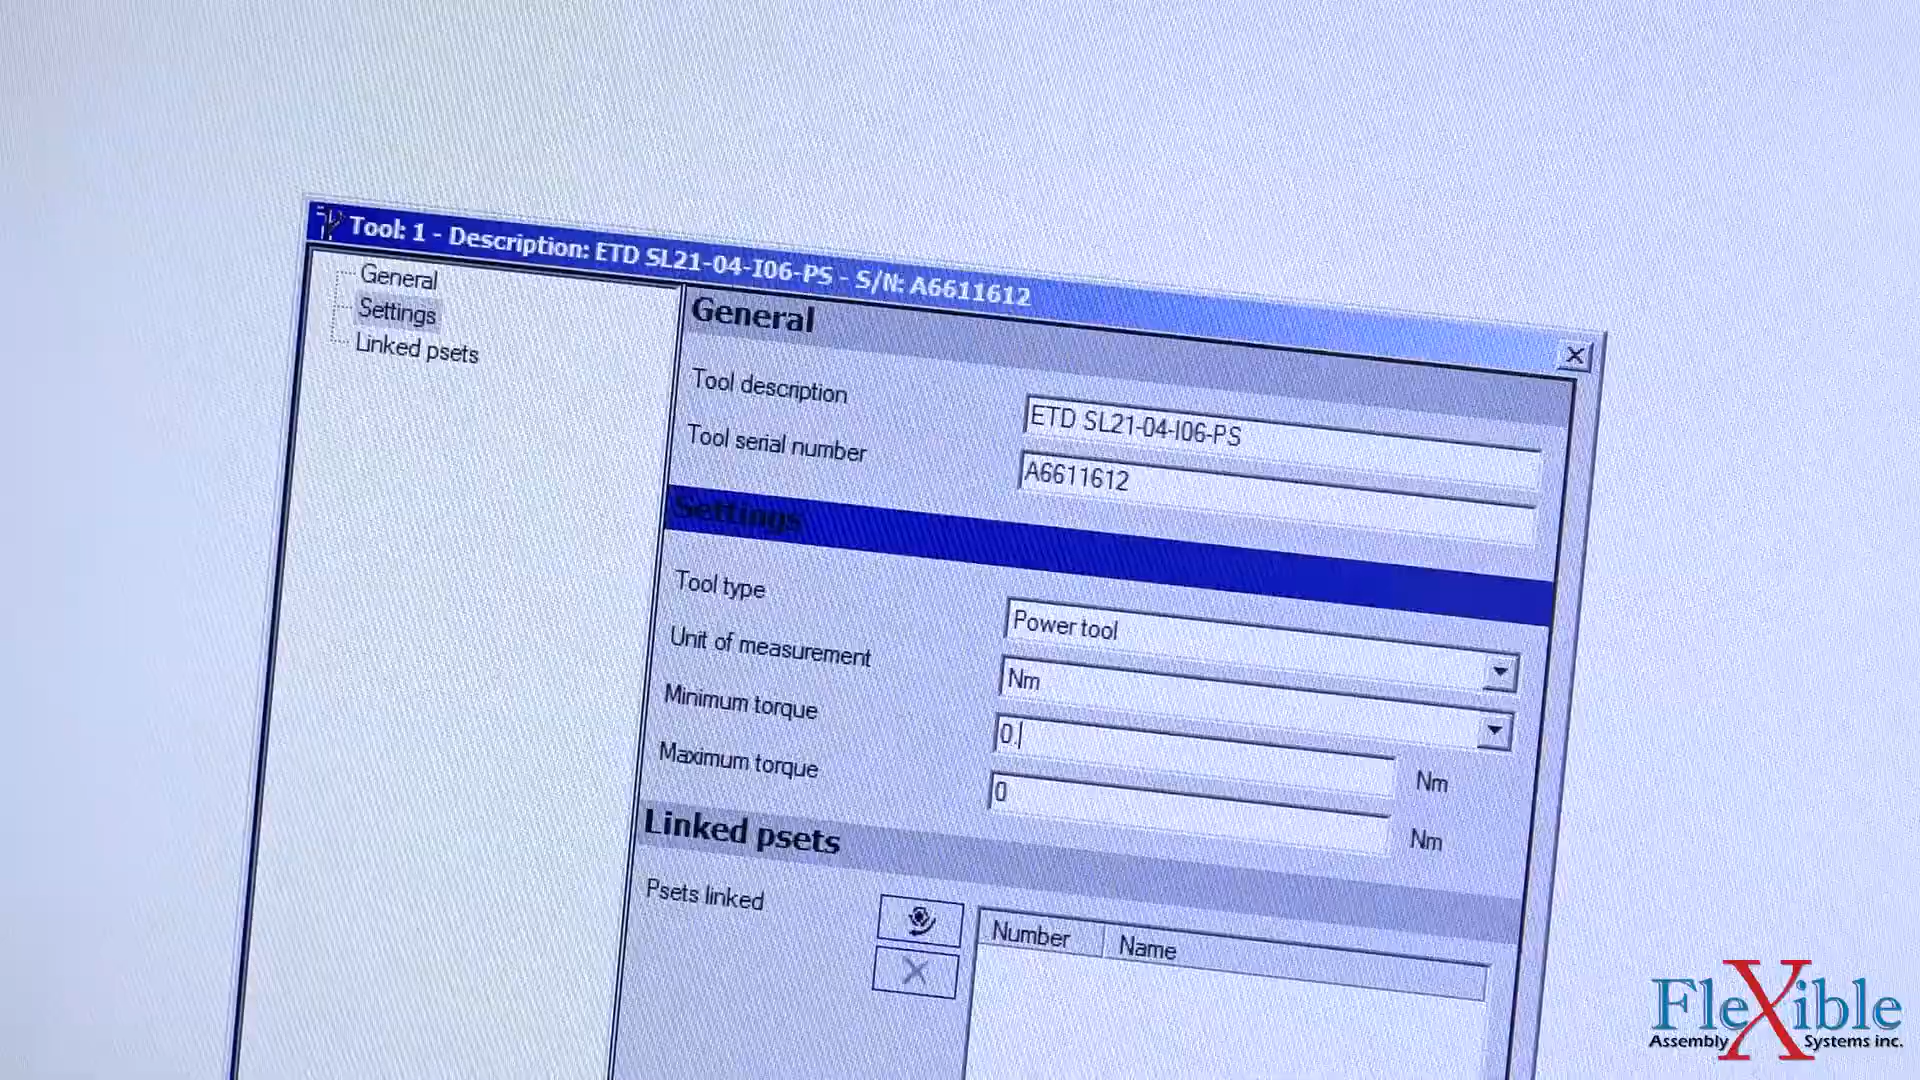 Tool: 1 - Description: ETD SL21-04-I06-PS - S/N: A6611612
General
Settings
Linked psets
General
Tool description
ETD SL21-04-I06-PS
Tool serial number
A6611612
Settings
Tool type
Power tool
Unit of measurement
Nm
Minimum torque
0.
Nm
Maximum torque
0
Nm
Linked psets
Psets linked
Number
Name
FleXible
Assembly Systems inc.